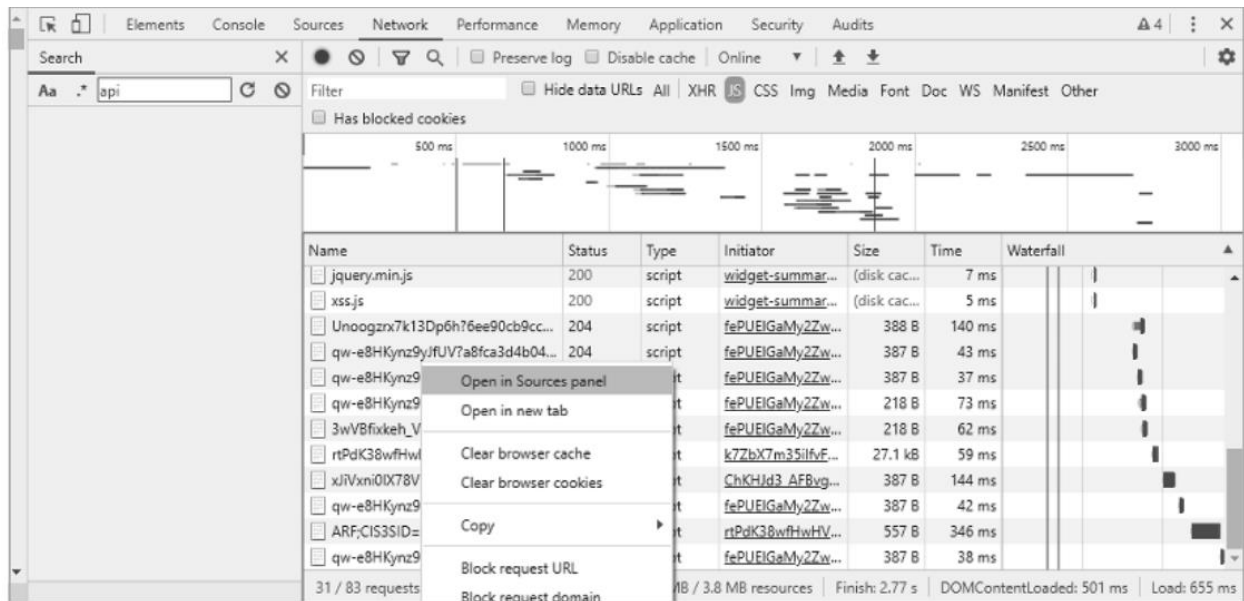 Elements Console Sources Network Performance Memory Application Security Audits 4
Search
Preserve log Disable cache Online
Aa .* api
Filter Hide data URLs All XHR JS CSS Img Media Font Doc WS Manifest Other
Has blocked cookies
500 ms 1000 ms 1500 ms 2000 ms 2500 ms 3000 ms
Name Status Type Initiator Size Time Waterfall
jquery.min.js 200 script widget-summar... (disk cac... 7 ms
xss.js 200 script widget-summar... (disk cac... 5 ms
Unoogzrx7k13Dp6h?6ee90cb9cc... 204 script fePUEIGaMy2Zw... 388 B 140 ms
qw-e8HKynz9yJfUV?a8fca3d4b04... 204 script fePUEIGaMy2Zw... 387 B 43 ms
qw-e8HKynz9 Open in Sources panel fePUEIGaMy2Zw... 387 B 37 ms
qw-e8HKynz9 Open in new tab fePUEIGaMy2Zw... 218 B 73 ms
3wVBfixkeh_V fePUEIGaMy2Zw... 218 B 62 ms
rtPdK38wfHwl Clear browser cache k7ZbX7m35iIfvF... 27.1 kB 59 ms
xJiVxni0IX78V Clear browser cookies ChKHJd3_AFBvg... 387 B 144 ms
qw-e8HKynz9 fePUEIGaMy2Zw... 387 B 42 ms
ARF;CIS3SID= Copy rtPdK38wfHwHV... 557 B 346 ms
qw-e8HKynz9 fePUEIGaMy2Zw... 387 B 38 ms
Block request URL
31 / 83 requests MB / 3.8 MB resources Finish: 2.77 s DOMContentLoaded: 501 ms Load: 655 ms
Block request domain